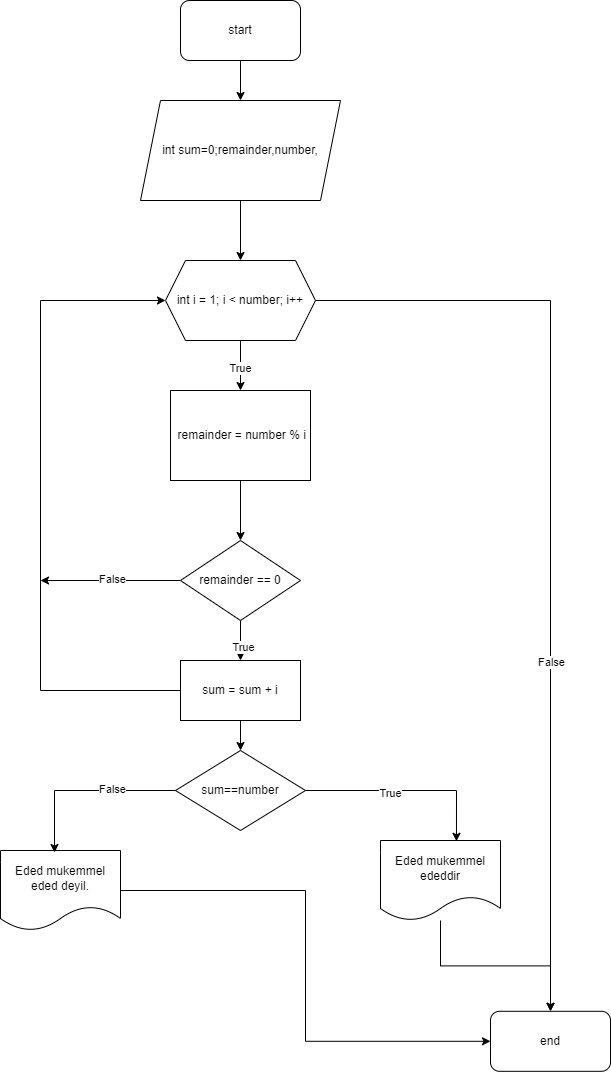 start
int sum=0;remainder,number,
int i = 1; i < number; i++
True
remainder = number % i
remainder == 0
False
True
sum = sum + i
False
sum==number
False
True
Eded mukemmel
eded deyil.
Eded mukemmel
ededdir
end